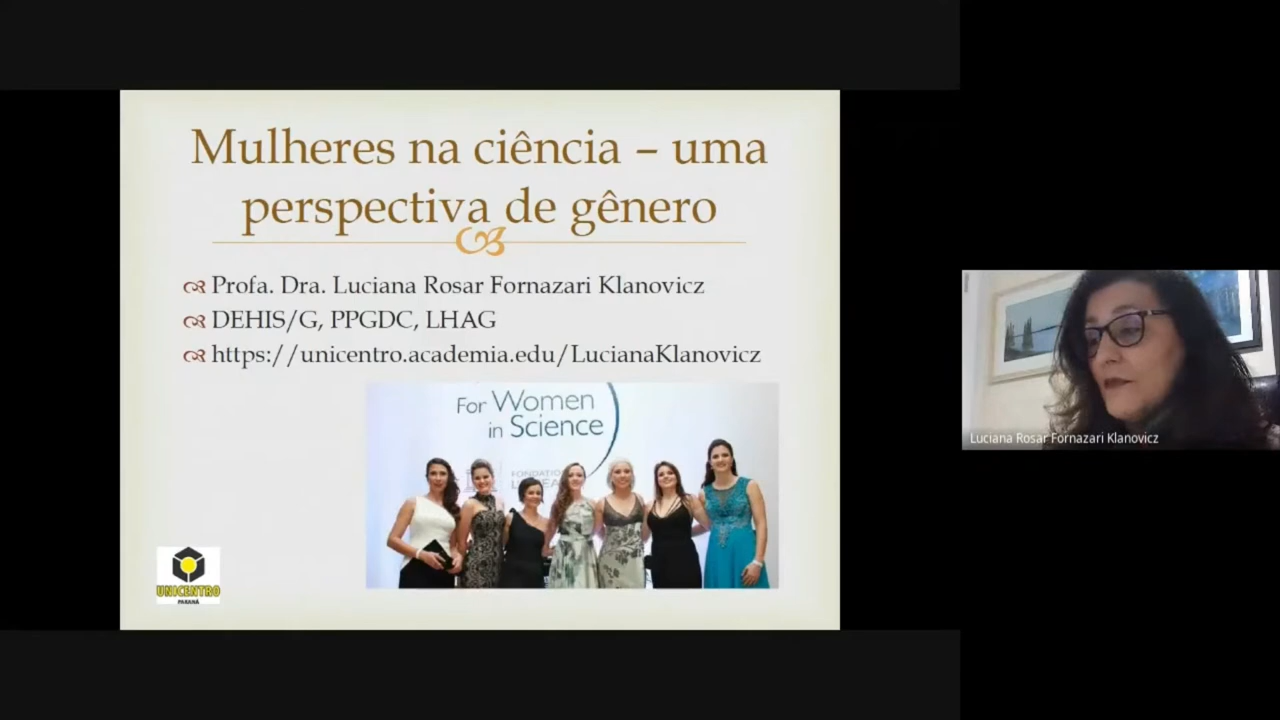 Mulheres na ciência – uma
perspectiva de gênero
Profa. Dra. Luciana Rosar Fornazari Klanovicz
DEHIS/G, PPGDC, LHAG
https://unicentro.academia.edu/LucianaKlanovicz
For Women
in Science
FONDATION
UNICENTRO
PARANÁ
Luciana Rosar Fornazari Klanovicz